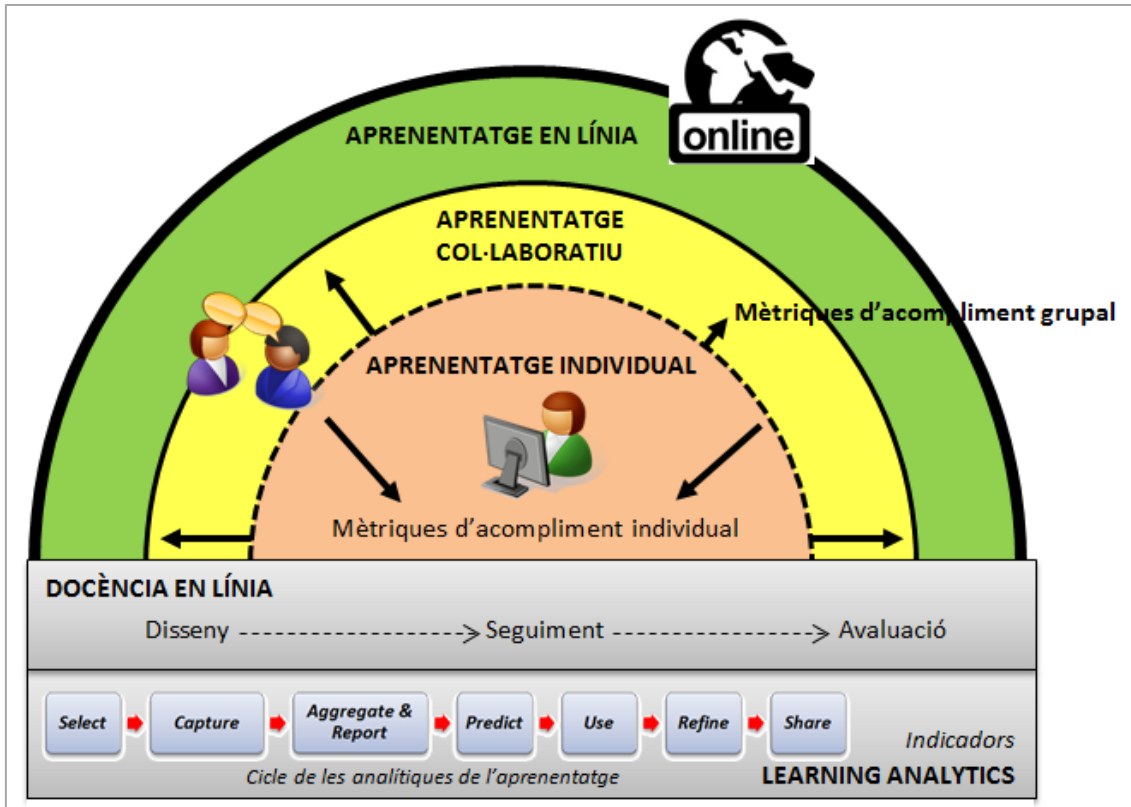 online
APRENENTATGE EN LÍNIA
APRENENTATGE
COL·LABORATIU
Mètriques d'acompliment grupal
APRENENTATGE INDIVIDUAL
Mètriques d'acompliment individual
DOCÈNCIA EN LÍNIA
Disseny
Seguiment
Avaluació
Select
Capture
Aggregate &
Report
Predict
Use
Refine
Share
Indicadors
Cicle de les analítiques de l'aprenentatge
LEARNING ANALYTICS